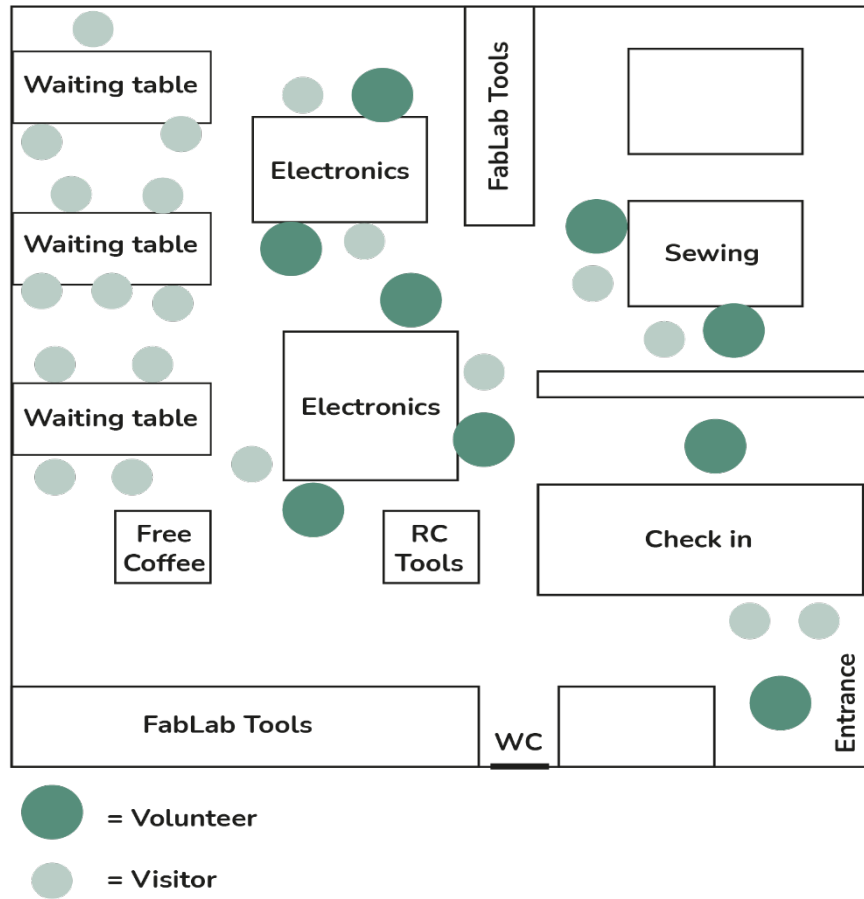 Waiting table
Electronics
FabLab Tools
Waiting table
Sewing
Waiting table
Electronics
Free
Coffee
RC
Tools
Check in
Entrance
FabLab Tools
WC
= Volunteer
= Visitor